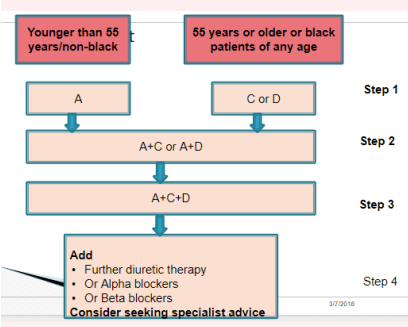 Younger than 55
years/non-black
t
55 years or older or black
patients of any age
A
C or D
Step 1
A+C or A+D
Step 2
A+C+D
Step 3
Add
• Further diuretic therapy
• Or Alpha blockers
• Or Beta blockers
Consider seeking specialist advice
Step 4
3/7/2018